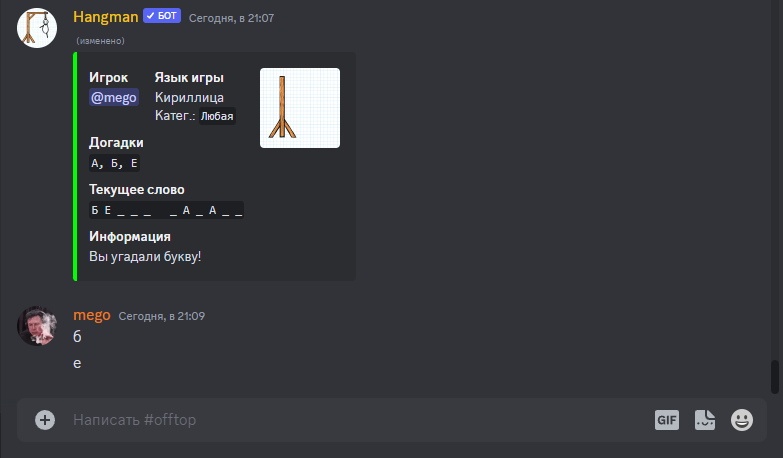 Hangman ✓ БОТ Сегодня, в 21:07
(изменено)
Игрок Язык игры
@mego Кириллица
Катег.: Любая
Догадки
А, Б, Е
Текущее слово
Б Е _ _ _   _ А _ А _ _
Информация
Вы угадали букву!
mego Сегодня, в 21:09
б
е
Написать #offtop GIF